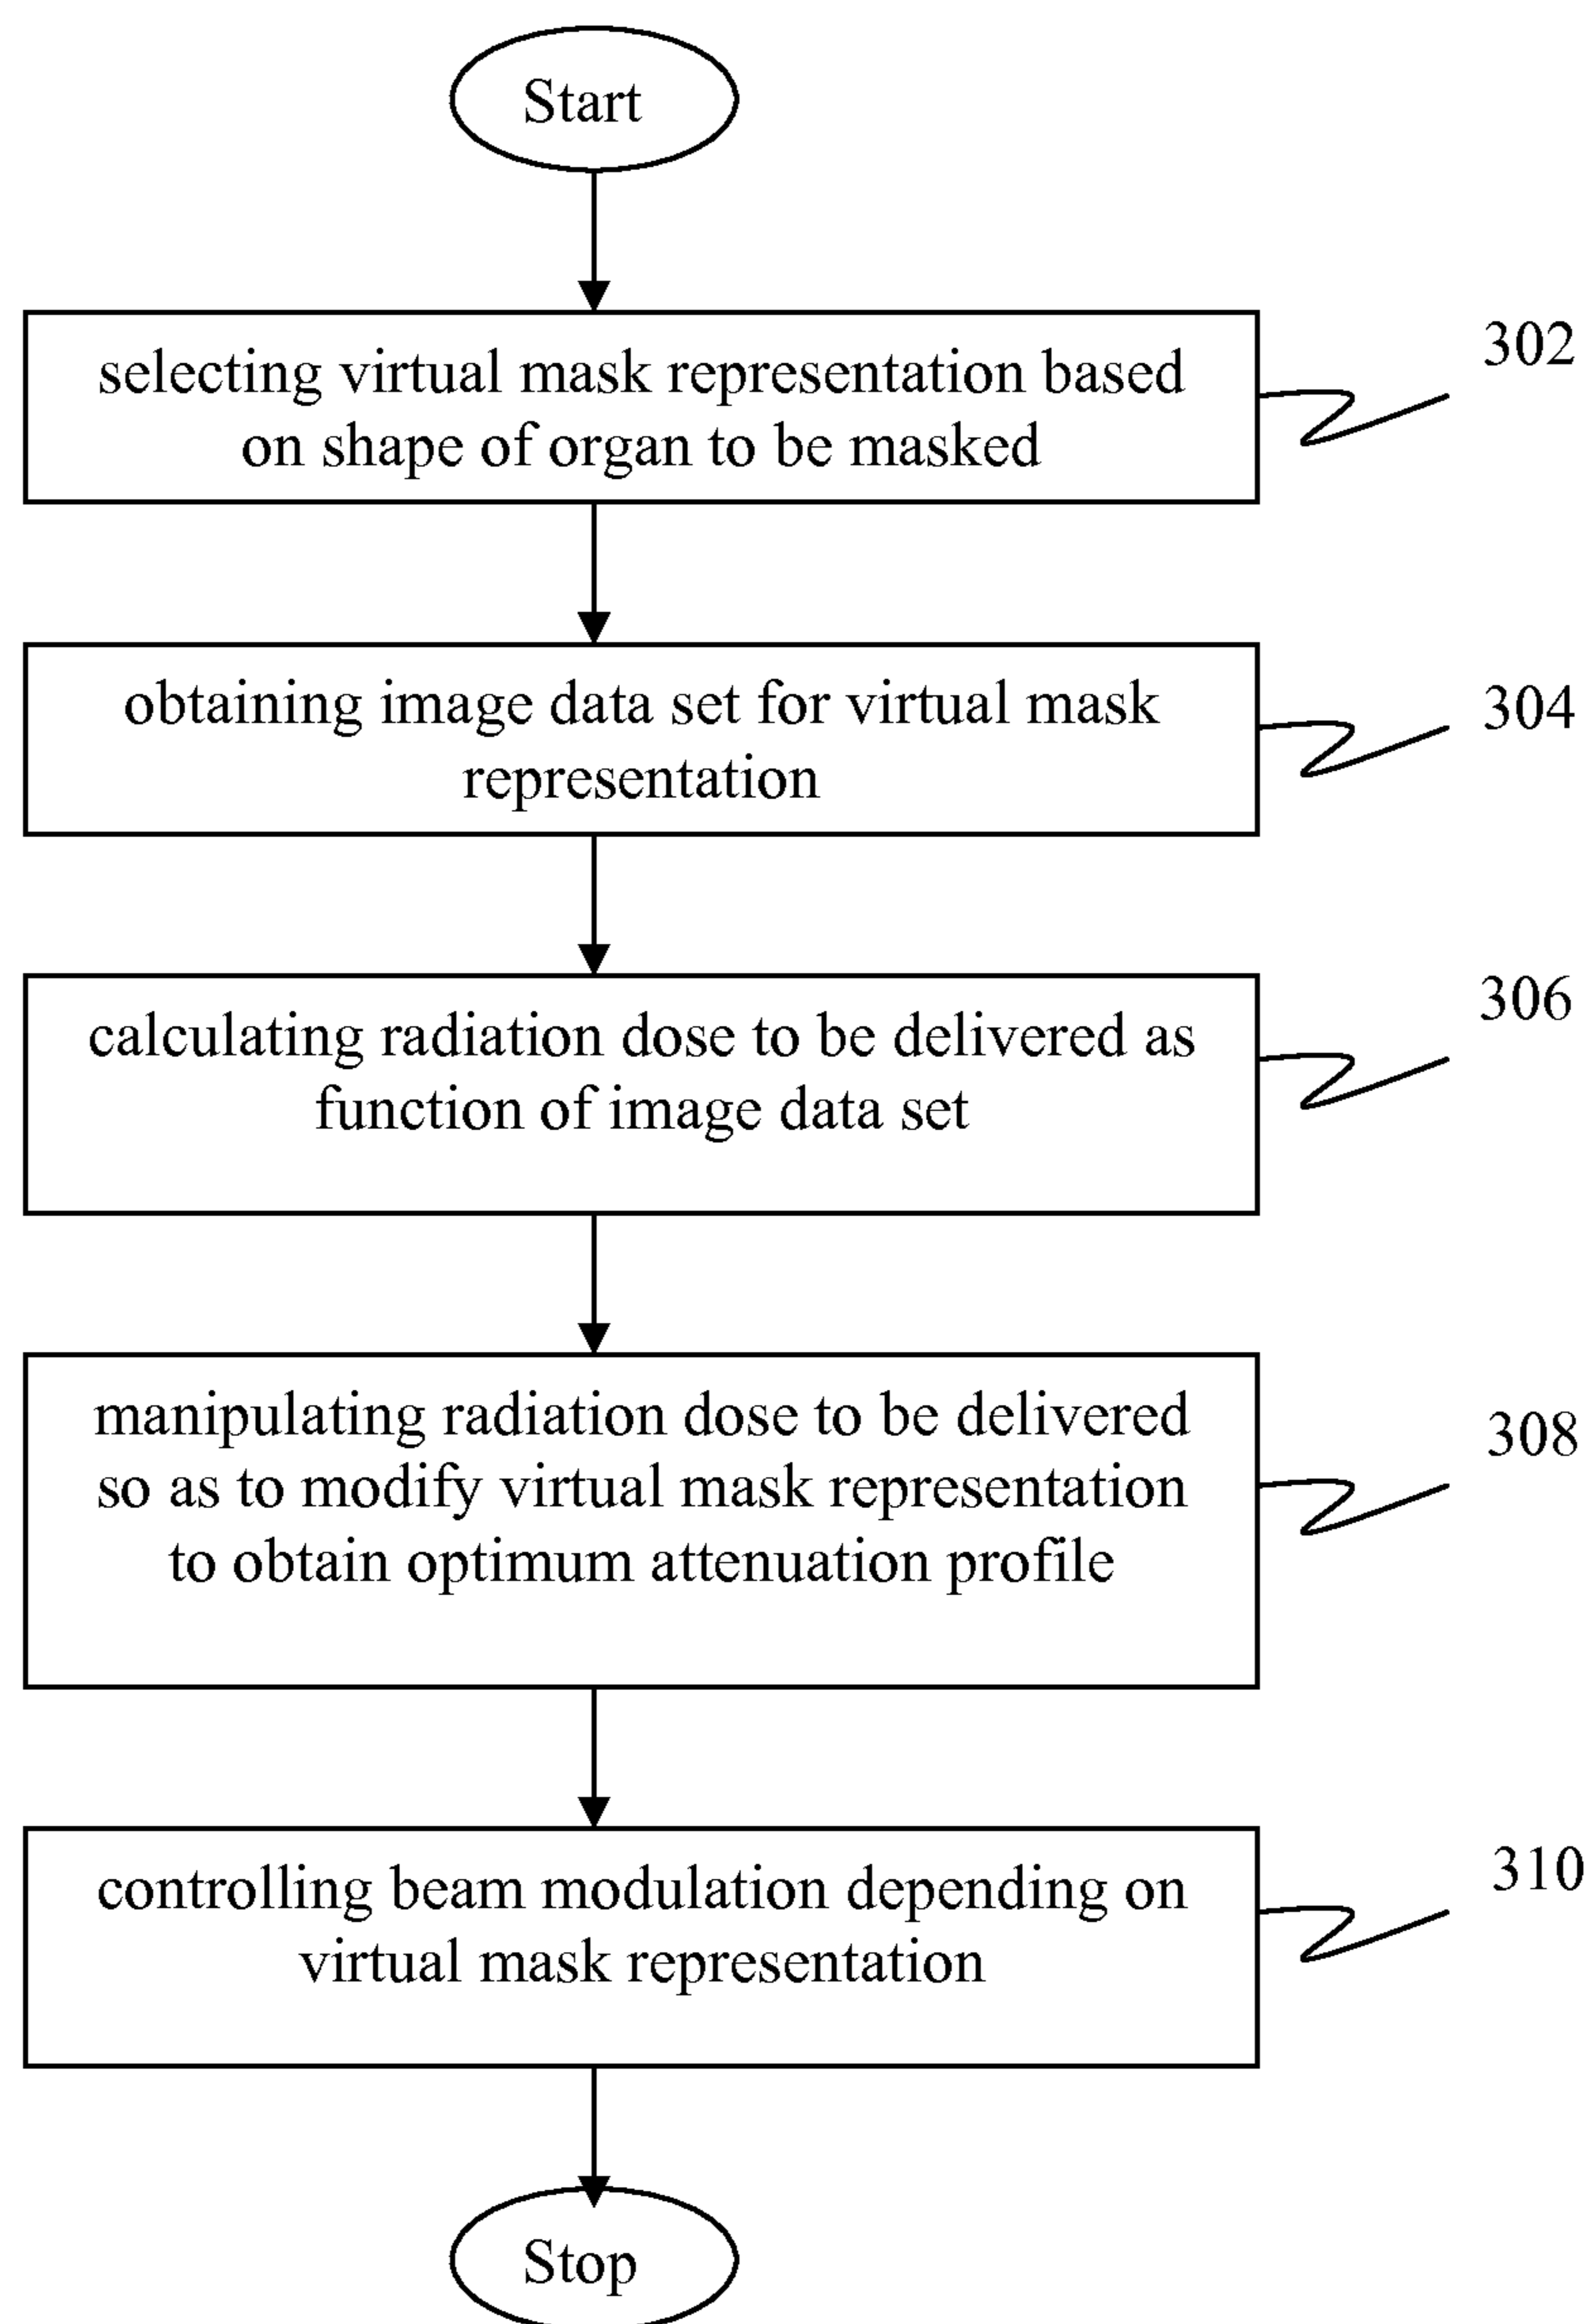 Start
selecting virtual mask representation based
on shape of organ to be masked
302
obtaining image data set for virtual mask
representation
304
calculating radiation dose to be delivered as
function of image data set
306
manipulating radiation dose to be delivered
so as to modify virtual mask representation
to obtain optimum attenuation profile
308
controlling beam modulation depending on
virtual mask representation
310
Stop